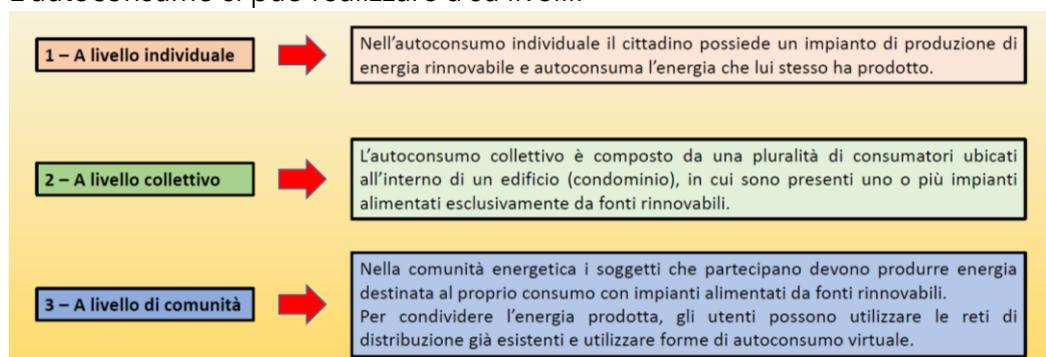 1 – A livello individuale
Nell'autoconsumo individuale il cittadino possiede un impianto di produzione di
energia rinnovabile e autoconsuma l'energia che lui stesso ha prodotto.
2 – A livello collettivo
L'autoconsumo collettivo è composto da una pluralità di consumatori ubicati
all'interno di un edificio (condominio), in cui sono presenti uno o più impianti
alimentati esclusivamente da fonti rinnovabili.
3 – A livello di comunità
Nella comunità energetica i soggetti che partecipano devono produrre energia
destinata al proprio consumo con impianti alimentati da fonti rinnovabili.
Per condividere l'energia prodotta, gli utenti possono utilizzare le reti di
distribuzione già esistenti e utilizzare forme di autoconsumo virtuale.